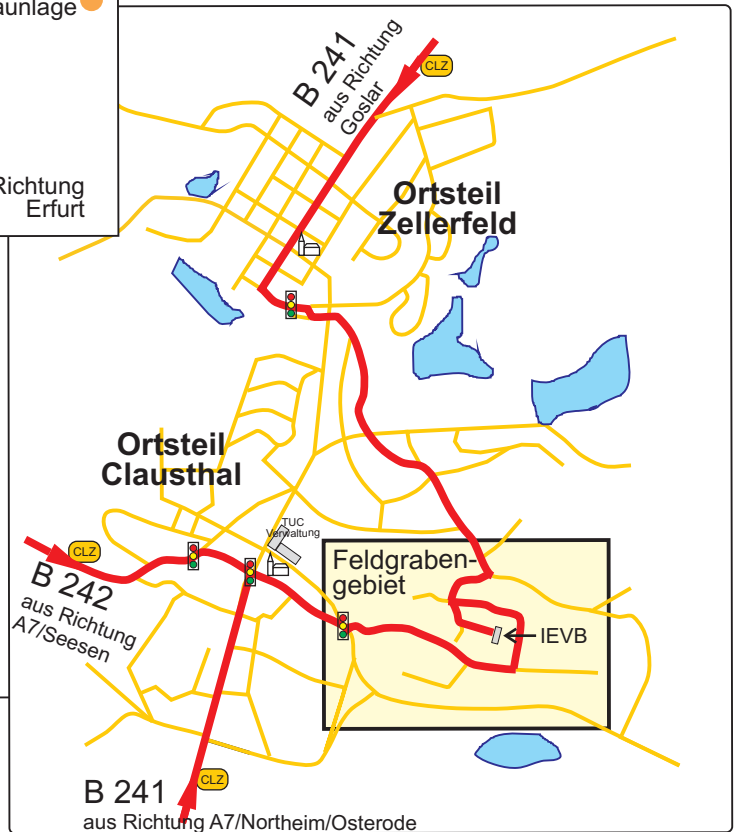 aunlage
Richtung
Erfurt
B 241
aus Richtung
Goslar
CLZ
Ortsteil
Zellerfeld
Ortsteil
Clausthal
TUC
Verwaltung
CLZ
B 242
aus Richtung
A7/Seesen
Feldgraben-
gebiet
IEVB
CLZ
B 241
aus Richtung A7/Northeim/Osterode